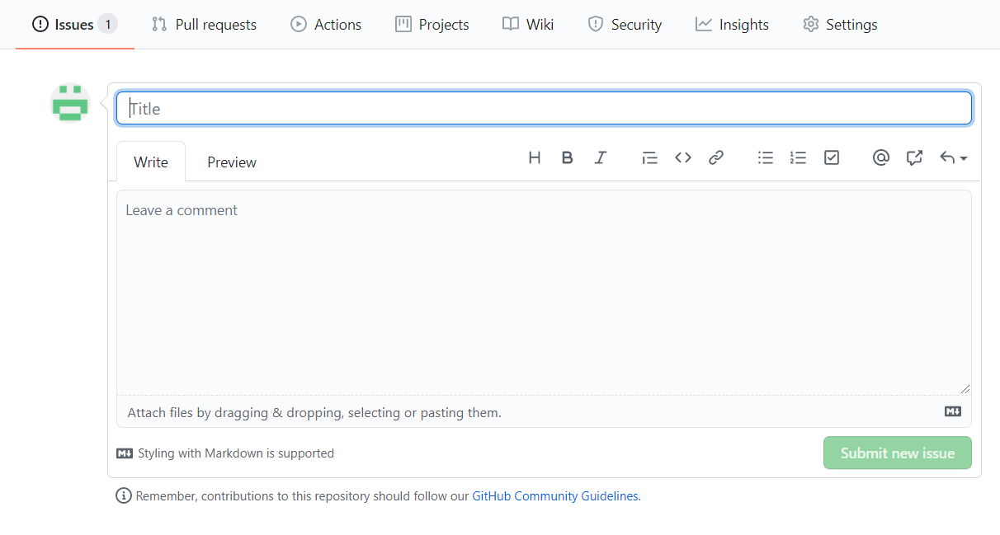 Issues 1 Pull requests Actions Projects Wiki Security Insights Settings
Title
Write Preview H B I <> @
Leave a comment
Attach files by dragging & dropping, selecting or pasting them.
Styling with Markdown is supported Submit new issue
Remember, contributions to this repository should follow our GitHub Community Guidelines.